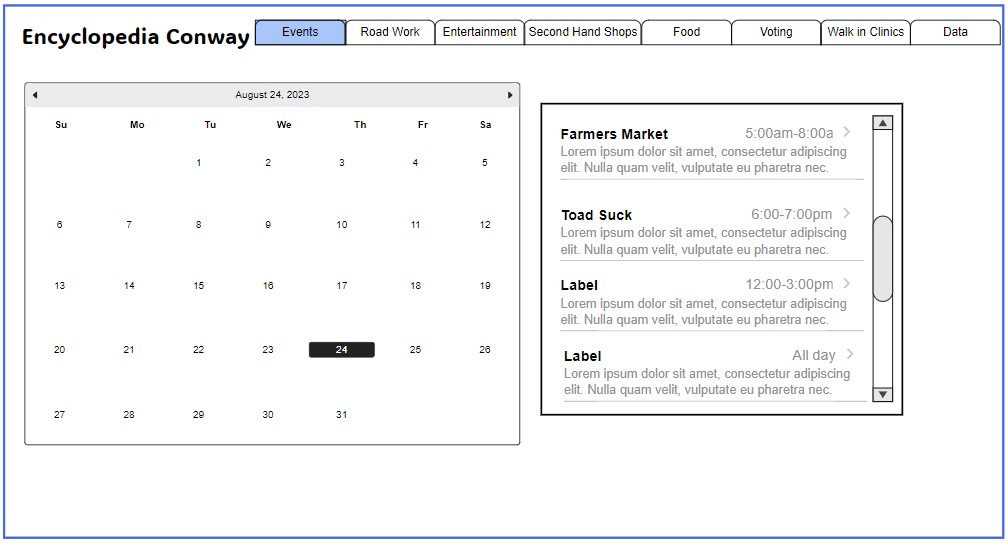 Encyclopedia Conway
Events Road Work Entertainment Second Hand Shops Food Voting Walk in Clinics Data
August 24, 2023
Su Mo Tu We Th Fr Sa
1 2 3 4 5
6 7 8 9 10 11 12
13 14 15 16 17 18 19
20 21 22 23 24 25 26
27 28 29 30 31
Farmers Market 5:00am-8:00a
Lorem ipsum dolor sit amet, consectetur adipiscing
elit. Nulla quam velit, vulputate eu pharetra nec.
Toad Suck 6:00-7:00pm
Lorem ipsum dolor sit amet, consectetur adipiscing
elit. Nulla quam velit, vulputate eu pharetra nec.
Label 12:00-3:00pm
Lorem ipsum dolor sit amet, consectetur adipiscing
elit. Nulla quam velit, vulputate eu pharetra nec.
Label All day
Lorem ipsum dolor sit amet, consectetur adipiscing
elit. Nulla quam velit, vulputate eu pharetra nec.